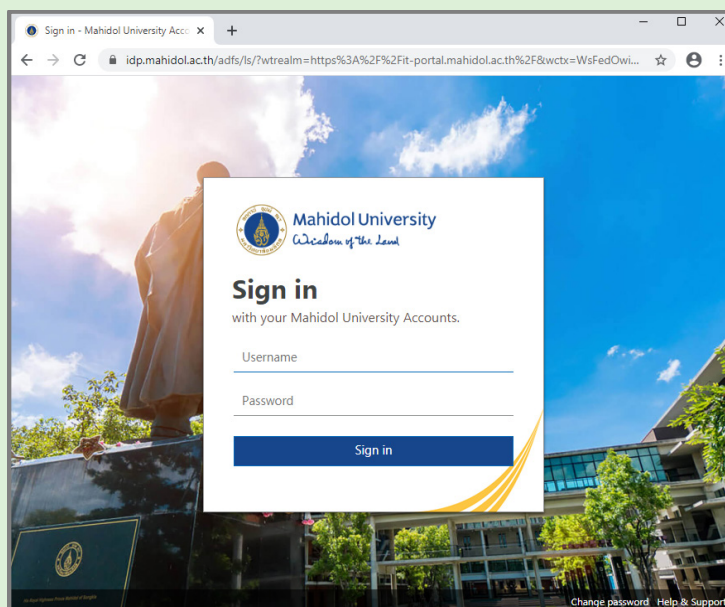 Sign in - Mahidol University Acc
idp.mahidol.ac.th/adfs/ls/?wtrealm=https%3A%2F%2Fit-portal.mahidol.ac.th%2F&wctx=WsFedOwi...
Mahidol University
Wisdom of the Land
Sign in
with your Mahidol University Accounts.
Username
Password
Sign in
Change password Help & Support